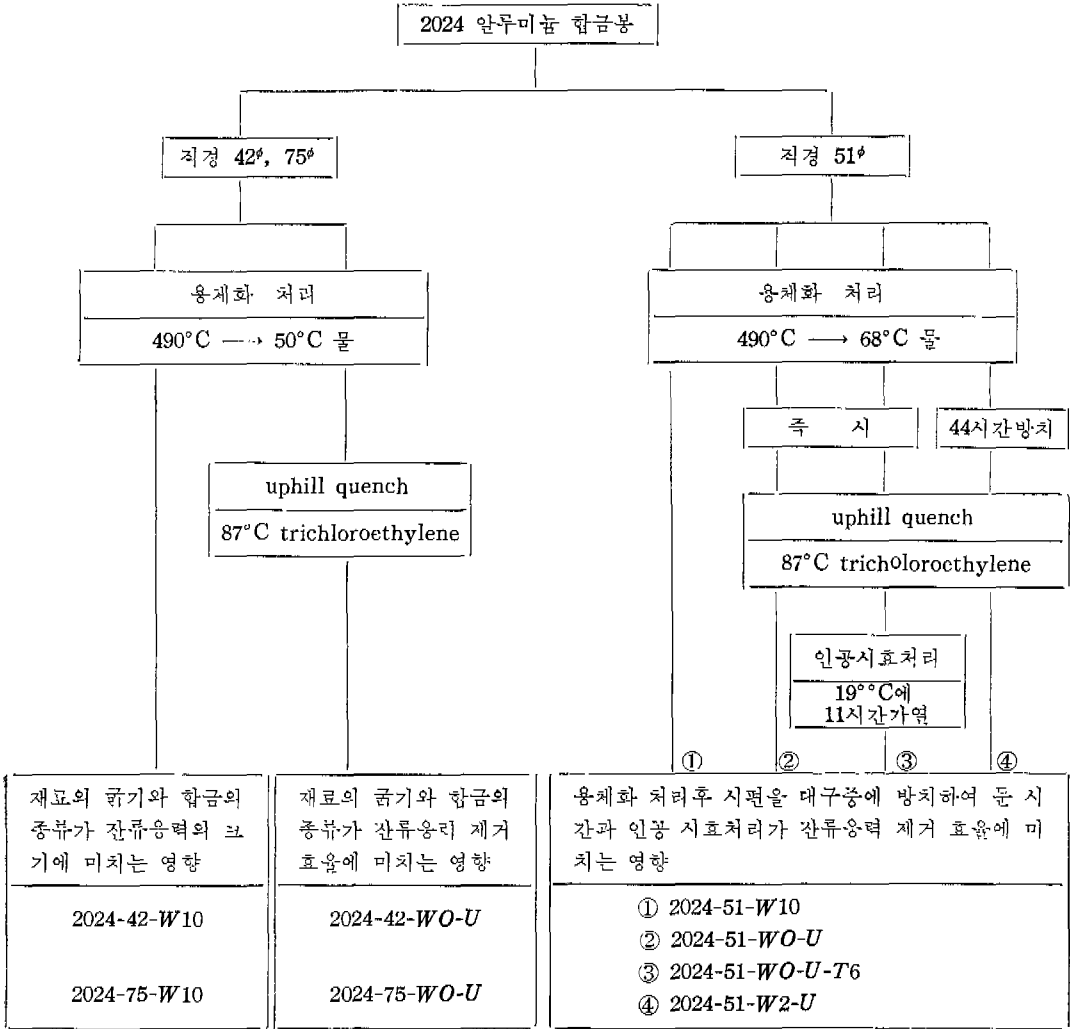 2024 알루미늄 합금봉
직경 42ᶲ, 75ᶲ
직경 51ᶲ
용체화 처리
490°C ⟶ 50°C 물
용체화 처리
490°C ⟶ 68°C 물
즉 시
44시간방치
uphill quench
87°C trichloroethylene
uphill quench
87°C tricholoroethylene
인공시효처리
19°°C에
11시간가열
① ② ③ ④
재료의 굵기와 합금의
종류가 잔류응력의 크
기에 미치는 영향
2024-42-W10
2024-75-W10
재료의 굵기와 합금의
종류가 잔류응력 제거
효율에 미치는 영향
2024-42-WO-U
2024-75-WO-U
용체화 처리후 시편을 대구중에 방치하여 둔 시
간과 인공 시효처리가 잔류응력 제거 효율에 미
치는 영향
① 2024-51-W10
② 2024-51-WO-U
③ 2024-51-WO-U-T6
④ 2024-51-W2-U